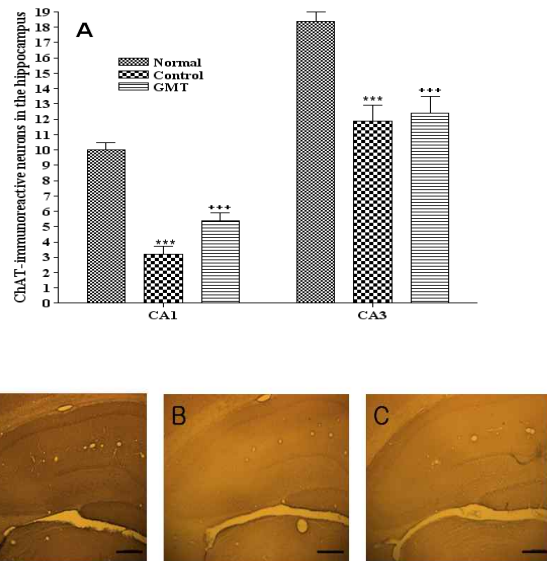 A
Normal
Control
GMT
ChAT-immunoreactive neurons in the hippocampus
19
18
17
16
15
14
13
12
11
10
9
8
7
6
5
4
3
2
1
0
***
+++
***
+++
CA1
CA3
B
C